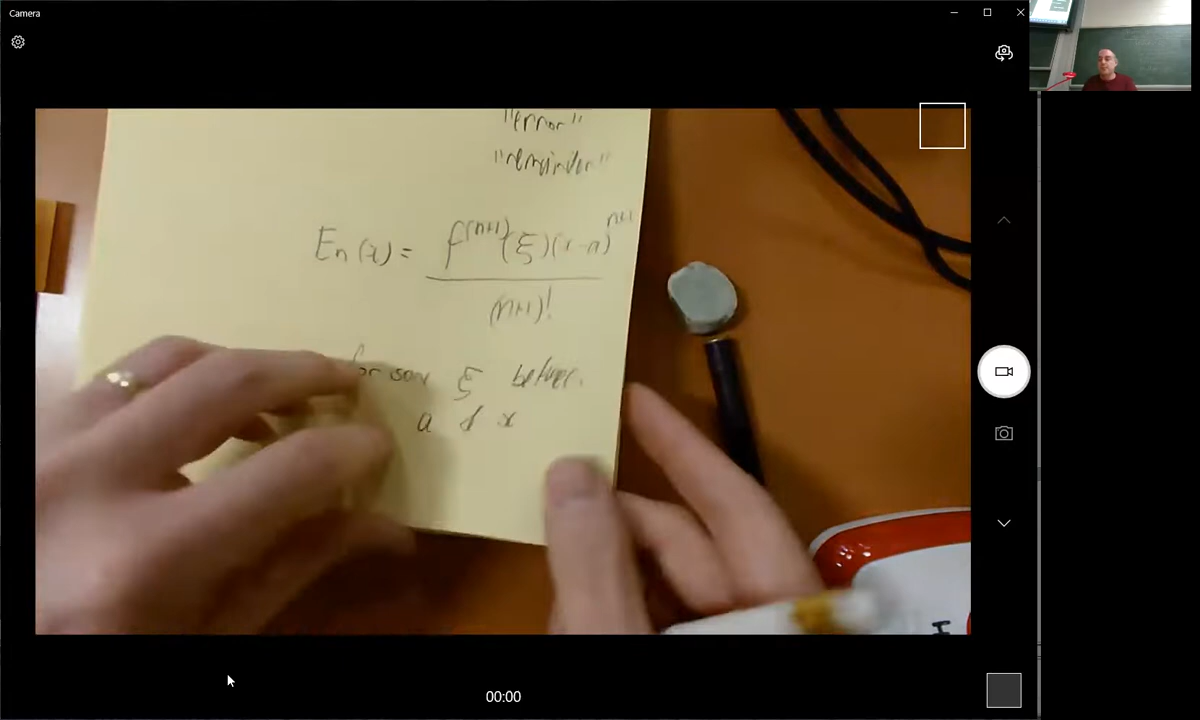 Camera
"error"
"remainder"
En(x) = f^(n+1)(ξ)(x-a)^n+1
(n+1)!
for some ξ between
a & x
H
00:00